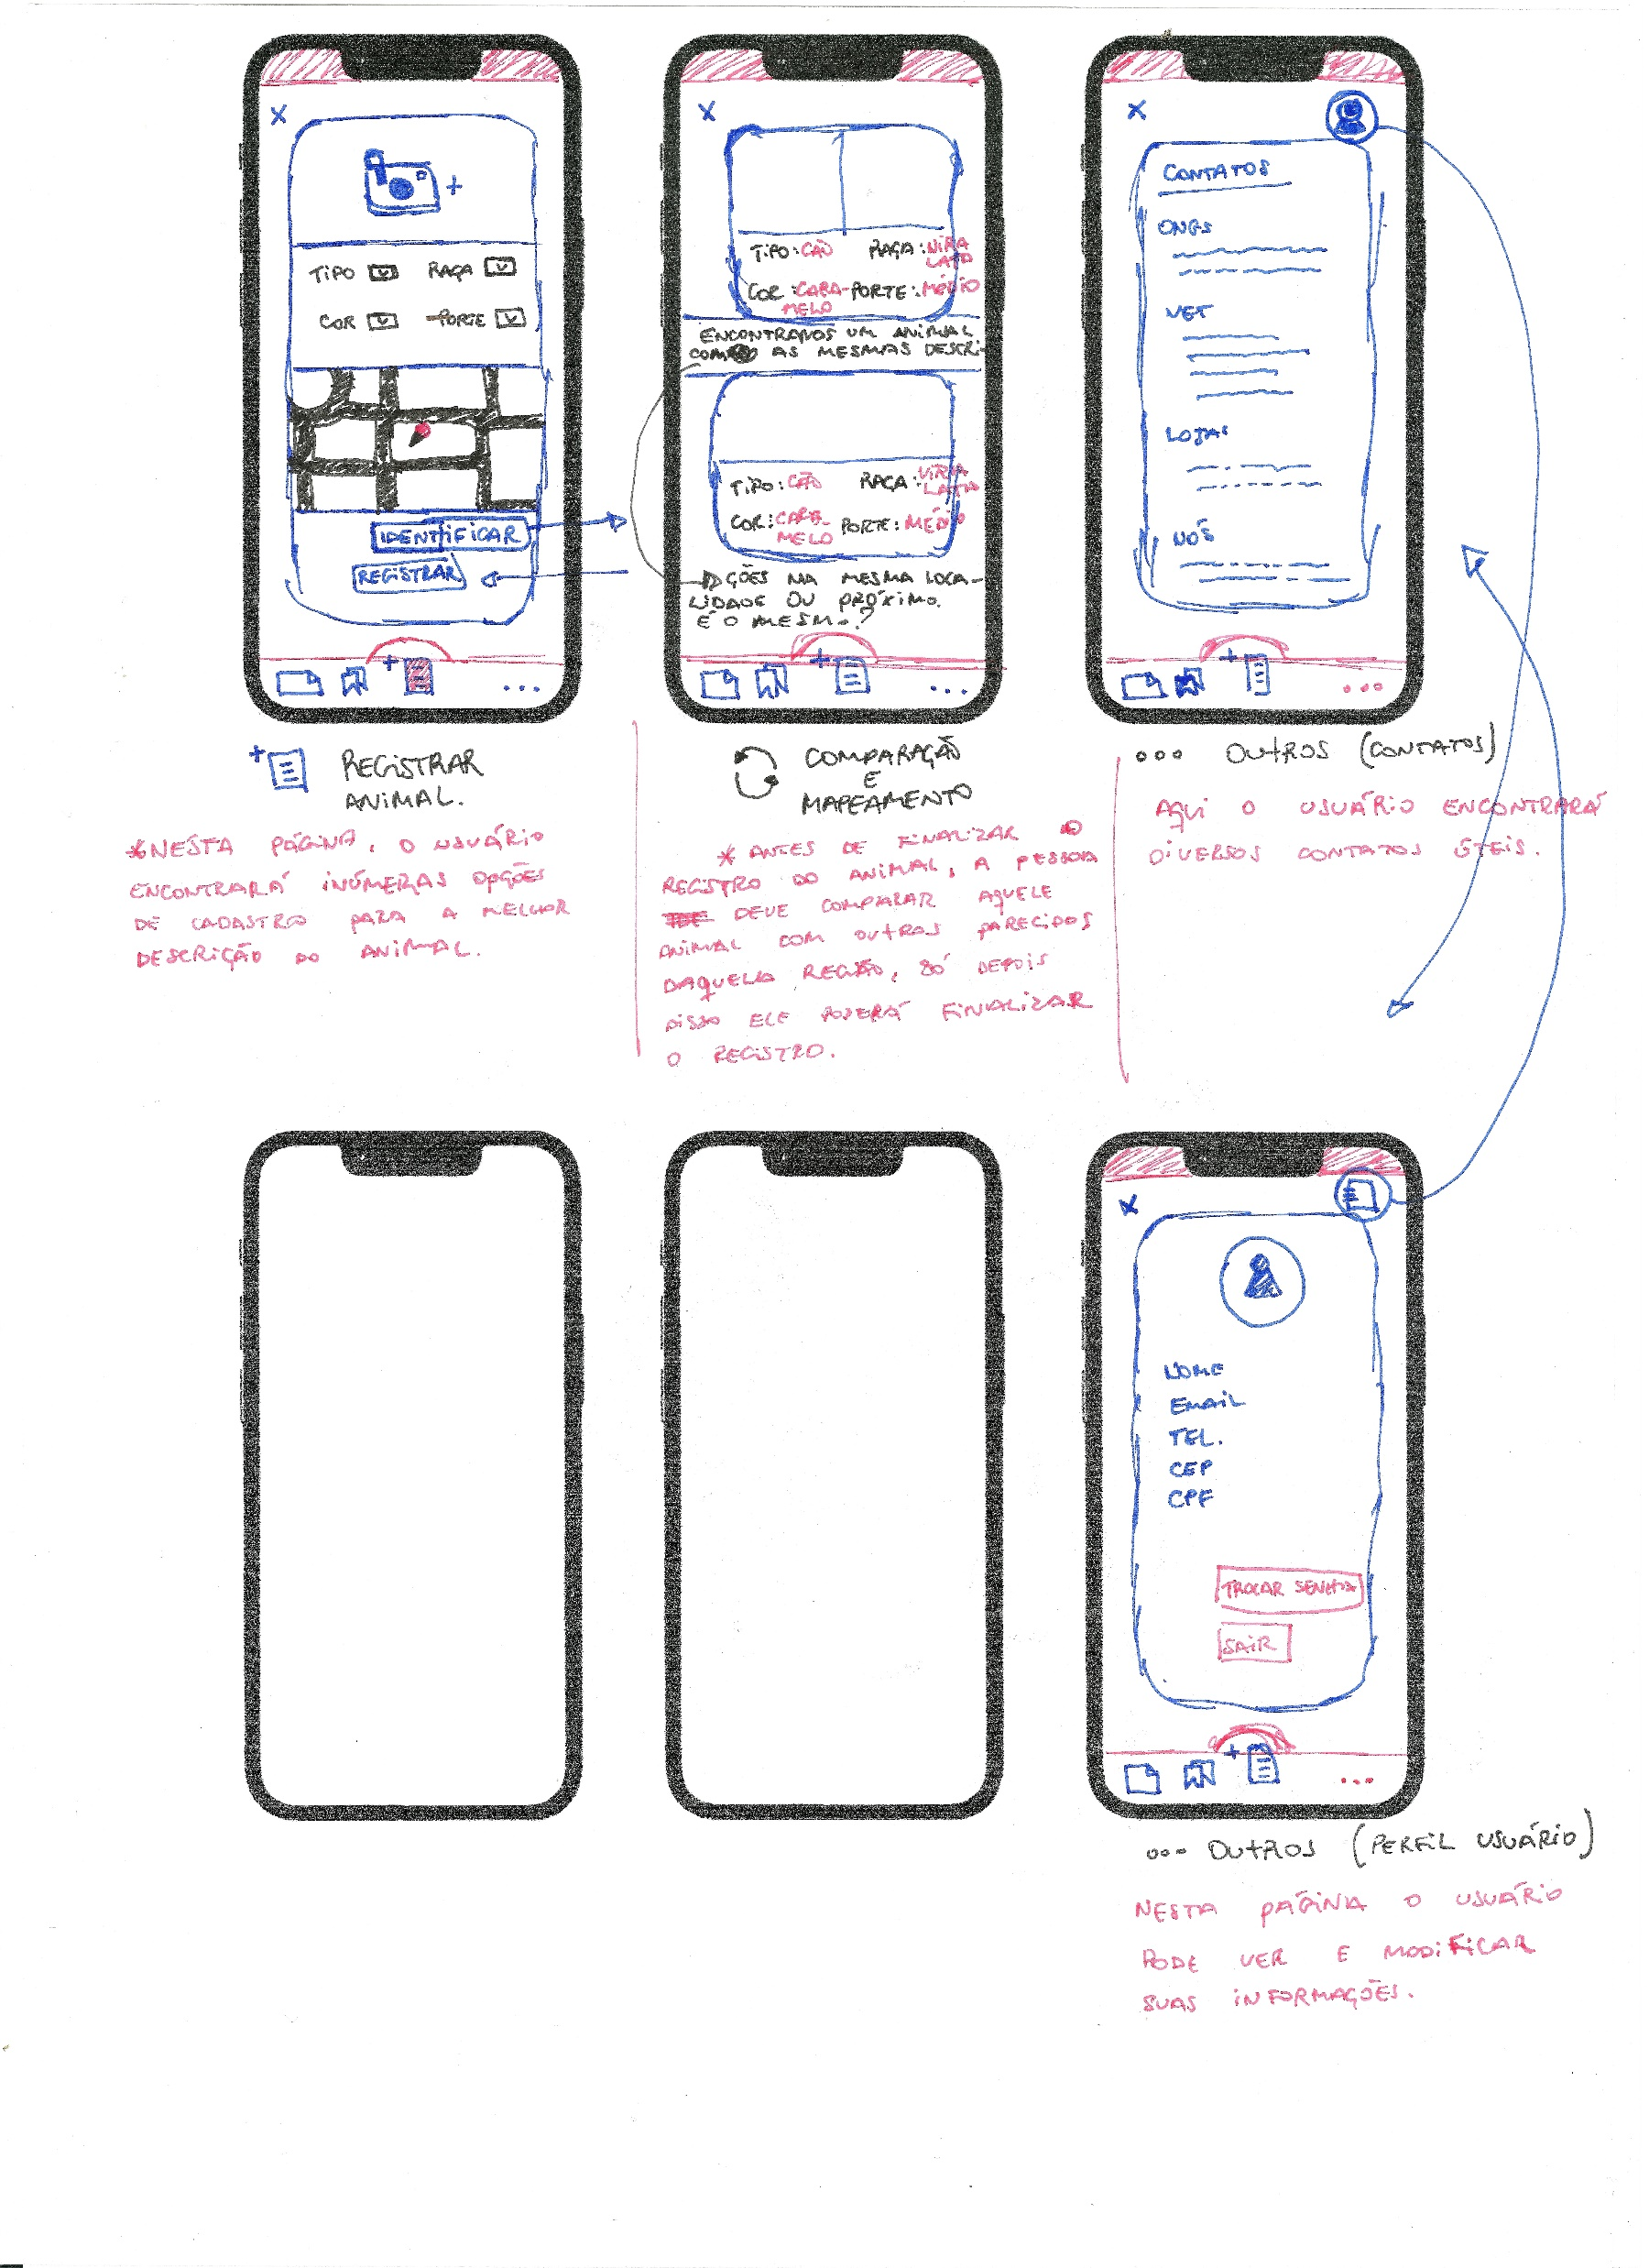 TIPO RAÇA
COR PORTE
IDENTIFICAR
REGISTRAR
+ REGISTRAR
ANIMAL.
*NESTA PÁGINA, O USUÁRIO
ENCONTRARÁ INÚMERAS OPÇÕES
DE CADASTRO PARA A MELHOR
DESCRIÇÃO DO ANIMAL.
TIPO: CÃO RAÇA: VIRA
LATA
COR: CARA- PORTE: MÉDIO
MELO
ENCONTRAMOS UM ANIMAL
COM AS MESMAS DESCRI-
TIPO: CÃO RAÇA: VIRA
LATA
COR: CARA- PORTE: MÉDIO
MELO
ÇÕES NA MESMA LOCA-
LIDADE OU PRÓXIMO.
É O MESMO?
COMPARAÇÃO
E
MAPEAMENTO
* ANTES DE FINALIZAR O
REGISTRO DO ANIMAL, A PESSOA
DEVE COMPARAR AQUELE
ANIMAL COM OUTROS PARECIDOS
DAQUELA REGIÃO, SÓ DEPOIS
DISSO ELE PODERÁ FINALIZAR
O REGISTRO.
CONTATOS
ONGS
VET
LOJAS
NÓS
OUTROS (CONTATOS)
AQUI O USUÁRIO ENCONTRARÁ
DIVERSOS CONTATOS ÚTEIS.
NOME
EMAIL
TEL.
CEP
CPF
TROCAR SENHA
SAIR
OUTROS (PERFIL USUÁRIO)
NESTA PÁGINA O USUÁRIO
PODE VER E MODIFICAR
SUAS INFORMAÇÕES.